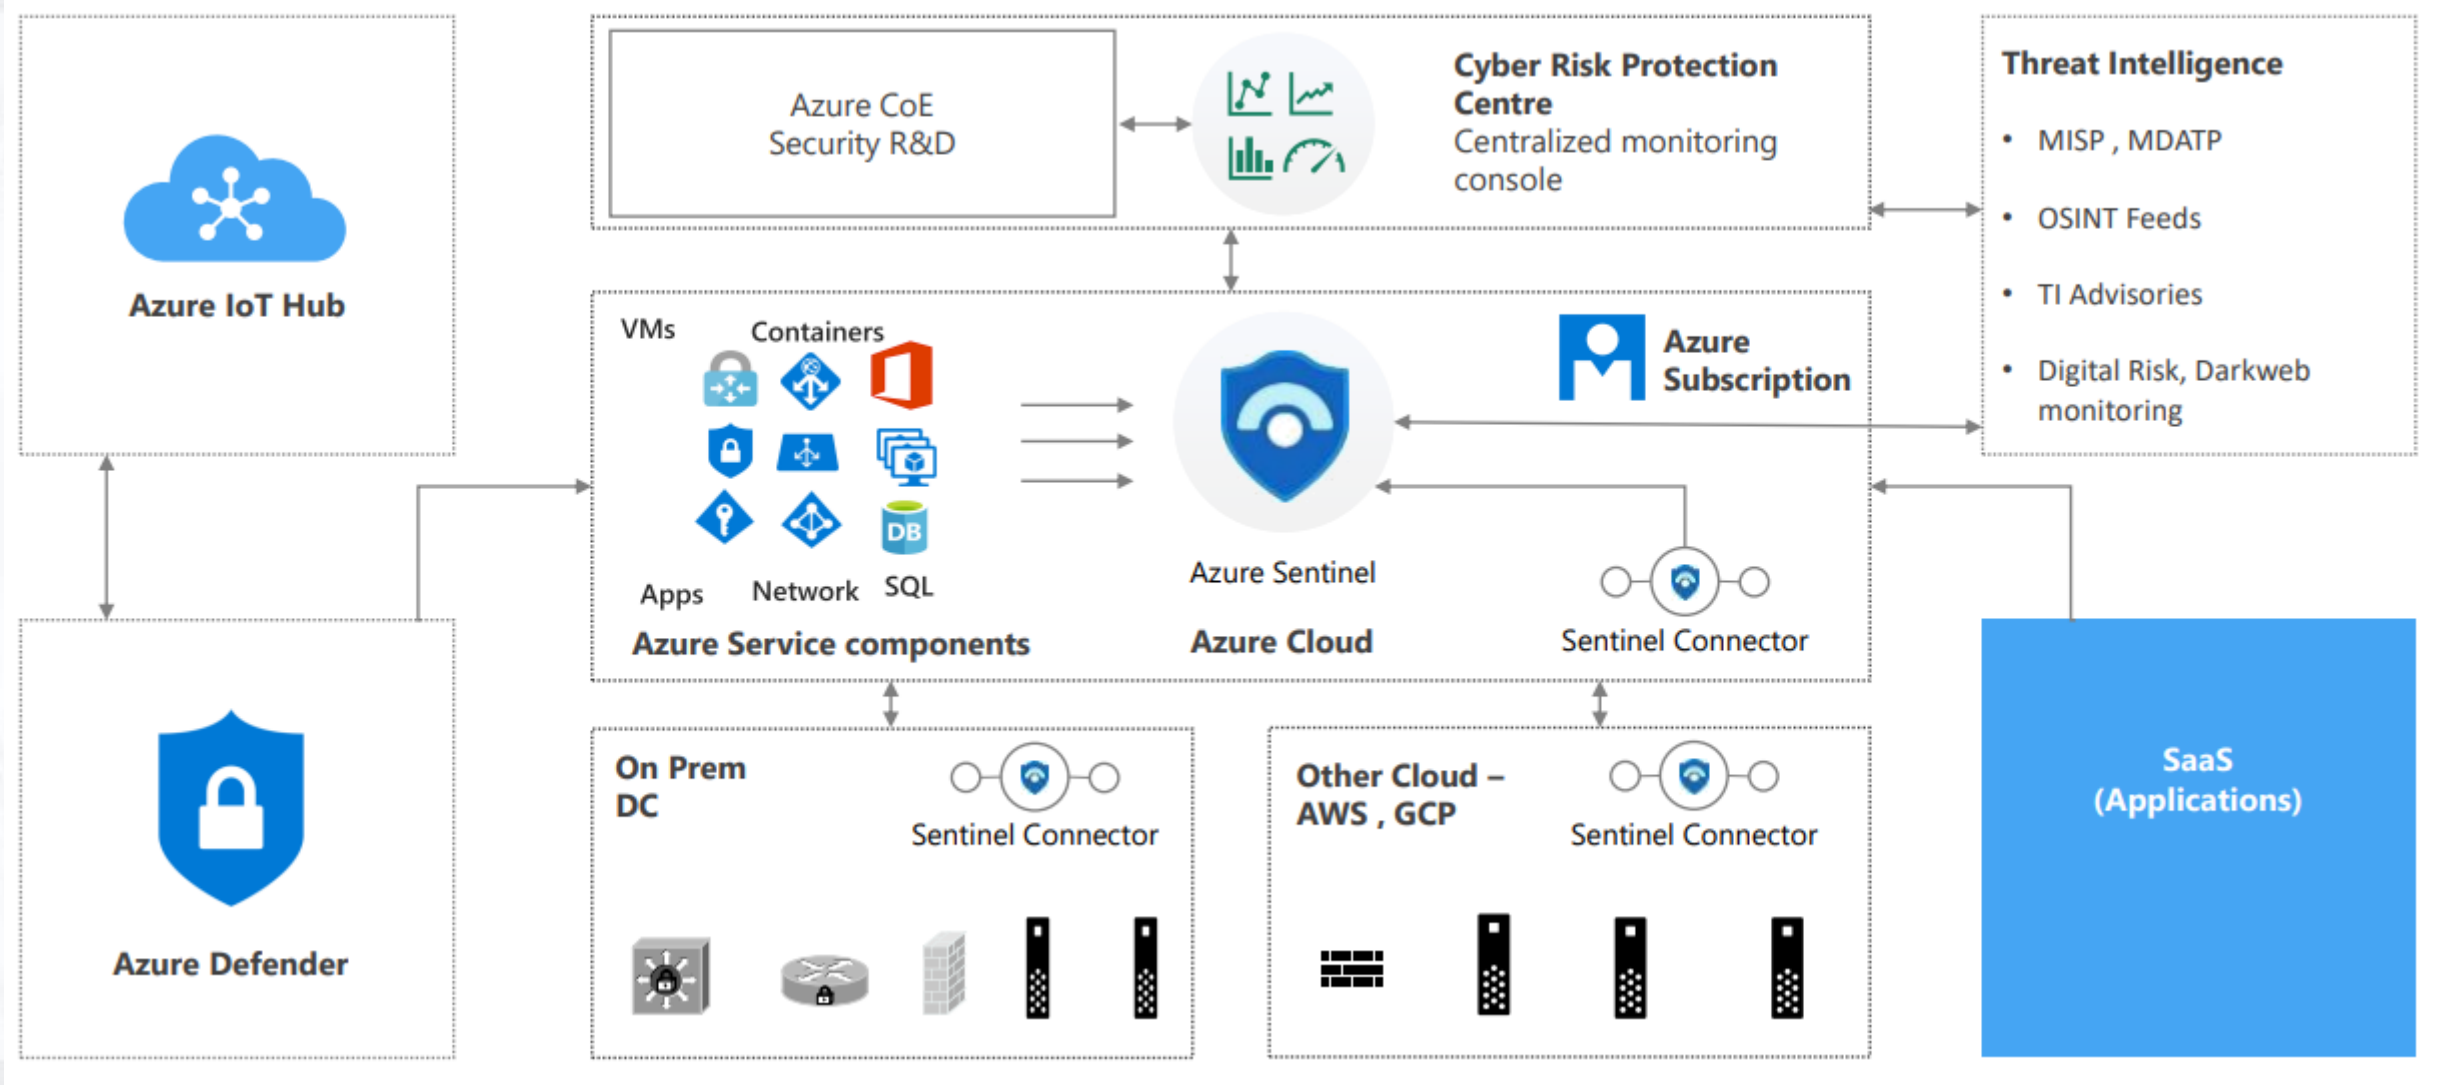 Azure IoT Hub
Azure Defender
Azure CoE
Security R&D
Cyber Risk Protection
Centre
Centralized monitoring
console
Threat Intelligence
• MISP , MDATP
• OSINT Feeds
• TI Advisories
• Digital Risk, Darkweb
monitoring
VMs
Containers
DB
Apps
Network
SQL
Azure Service components
Azure Sentinel
Azure Cloud
Azure
Subscription
Sentinel Connector
On Prem
DC
Sentinel Connector
Other Cloud –
AWS , GCP
Sentinel Connector
SaaS
(Applications)